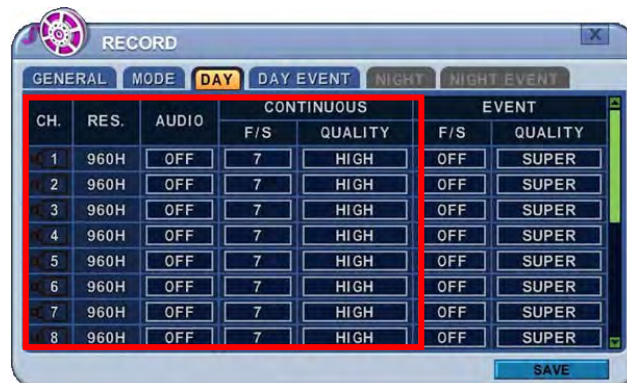 RECORD X
GENERAL MODE DAY DAY EVENT NIGHT NIGHT EVENT
CH. RES. AUDIO CONTINUOUS EVENT
F/S QUALITY F/S QUALITY
1 960H OFF 7 HIGH OFF SUPER
2 960H OFF 7 HIGH OFF SUPER
3 960H OFF 7 HIGH OFF SUPER
4 960H OFF 7 HIGH OFF SUPER
5 960H OFF 7 HIGH OFF SUPER
6 960H OFF 7 HIGH OFF SUPER
7 960H OFF 7 HIGH OFF SUPER
8 960H OFF 7 HIGH OFF SUPER
SAVE